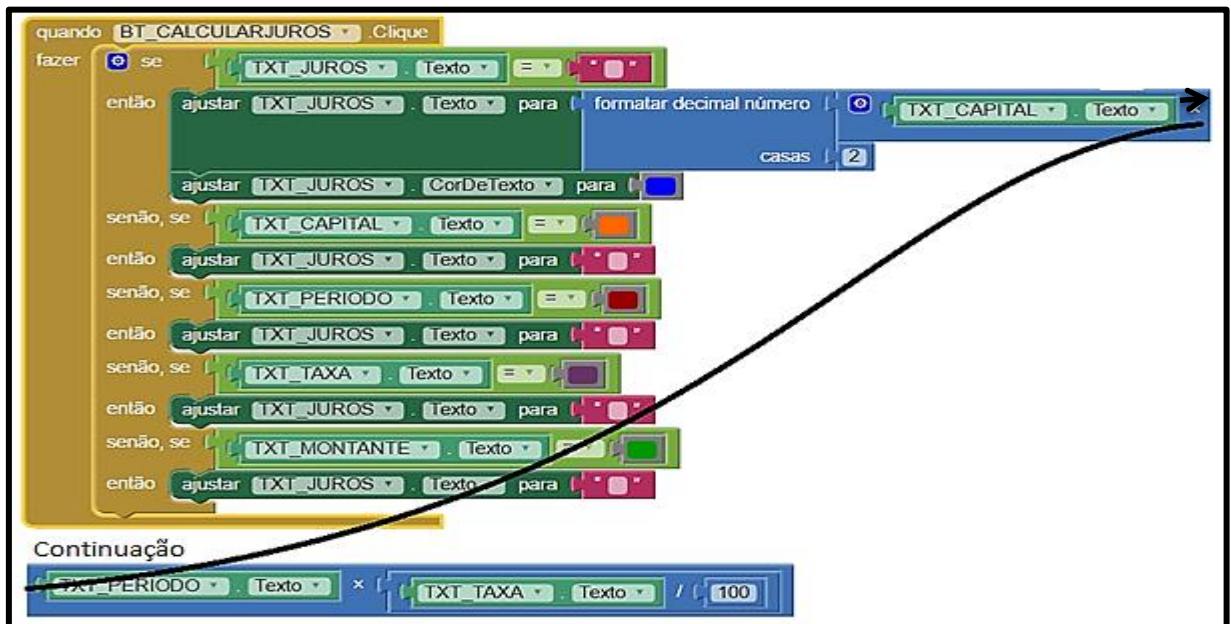 quando BT_CALCULARJUROS .Clique
fazer se TXT_JUROS . Texto = " "
então ajustar TXT_JUROS . Texto para formatar decimal número TXT_CAPITAL . Texto ×
casas 2
ajustar TXT_JUROS . CorDeTexto para
senão, se TXT_CAPITAL . Texto =
então ajustar TXT_JUROS . Texto para " "
senão, se TXT_PERIODO . Texto =
então ajustar TXT_JUROS . Texto para " "
senão, se TXT_TAXA . Texto =
então ajustar TXT_JUROS . Texto para " "
senão, se TXT_MONTANTE . Texto =
então ajustar TXT_JUROS . Texto para " "
Continuação
TXT_PERIODO . Texto × TXT_TAXA . Texto / 100